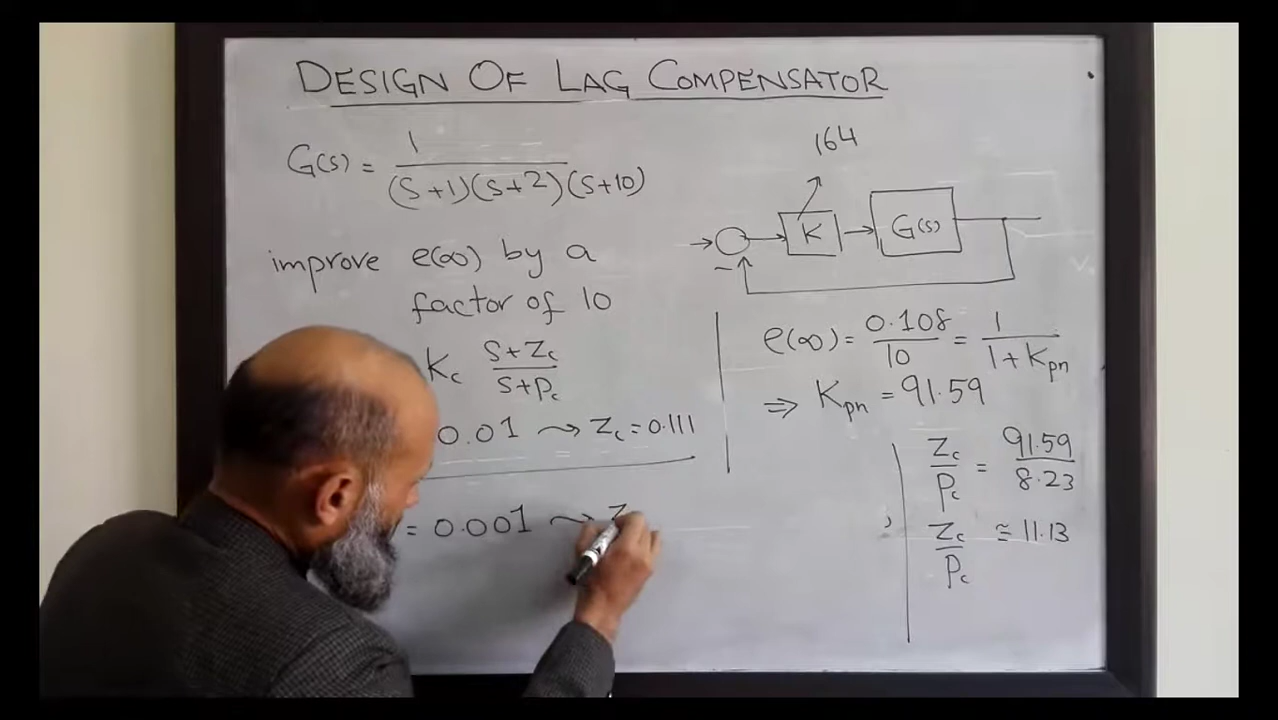 DESIGN OF LAG COMPENSATOR
G(s) = 1 / (S+1)(S+2)(S+10)
improve e(∞) by a
factor of 10
Kc S+Zc / S+Pc
0.01 ⤳ Zc = 0.111
= 0.001 ⤳ Z
164
K
G(s)
−
e(∞) = 0.108 / 10 = 1 / 1+Kpn
⇒ Kpn = 91.59
Zc / Pc = 91.59 / 8.23
Zc / Pc ≅ 11.13